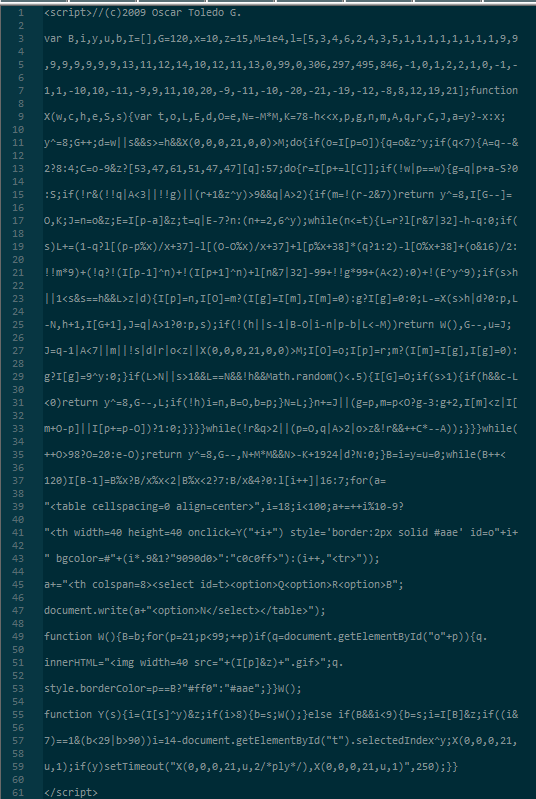 1 <script>//(c)2009 Oscar Toledo G.
2
3 var B,i,y,u,b,I=[],G=120,x=10,z=15,M=1e4,l=[5,3,4,6,2,4,3,5,1,1,1,1,1,1,1,1,9,9
4
5 ,9,9,9,9,9,9,13,11,12,14,10,12,11,13,0,99,0,306,297,495,846,-1,0,1,2,2,1,0,-1,-
6
7 1,1,-10,10,-11,-9,9,11,10,20,-9,-11,-10,-20,-21,-19,-12,-8,8,12,19,21];function
8
9 X(w,c,h,e,S,s){var t,o,L,E,d,O=e,N=-M*M,K=78-h<<x,p,g,n,m,A,q,r,C,J,a=y?-x:x;
10
11 y^=8;G++;d=w||s&&s>=h&&X(0,0,0,21,0,0)>M;do{if(o=I[p=O]){q=o&z^y;if(q<7){A=q--&
12
13 2?8:4;C=o-9&z?[53,47,61,51,47,47][q]:57;do{r=I[p+=l[C]];if(!w|p==w){g=q|p+a-S?0
14
15 :S;if(!r&(!!q|A<3||!!g)||(r+1&z^y)>9&&q|A>2){if(m=!(r-2&7))return y^=8,I[G--]=
16
17 O,K;J=n=o&z;E=I[p-a]&z;t=q|E-7?n:(n+=2,6^y);while(n<=t){L=r?l[r&7|32]-h-q:0;if(
18
19 s)L+=(1-q?l[(p-p%x)/x+37]-l[(O-O%x)/x+37]+l[p%x+38]*(q?1:2)-l[O%x+38]+(o&16)/2:
20
21 !!m*9)+(!q?!(I[p-1]^n)+!(I[p+1]^n)+l[n&7|32]-99+!!g*99+(A<2):0)+!(E^y^9);if(s>h
22
23 ||1<s&s==h&&L>z|d){I[p]=n,I[O]=m?(I[g]=I[m],I[m]=0):g?I[g]=0:0;L-=X(s>h|d?0:p,L
24
25 -N,h+1,I[G+1],J=q|A>1?0:p,s);if(!(h||s-1|B-O|i-n|p-b|L<-M))return W(),G--,u=J;
26
27 J=q-1|A<7||m||!s|d|r|o<z||X(0,0,0,21,0,0)>M;I[O]=o;I[p]=r;m?(I[m]=I[g],I[g]=0):
28
29 g?I[g]=9^y:0;}if(L>N||s>1&&L==N&&!h&&Math.random()<.5){I[G]=O;if(s>1){if(h&&c-L
30
31 <0)return y^=8,G--,L;if(!h)i=n,B=O,b=p;}N=L;}n+=J||(g=p,m=p<O?g-3:g+2,I[m]<z|I[
32
33 m+O-p]||I[p+=p-O])?1:0;}}}}while(!r&q>2||(p=O,q|A>2|o>z&!r&&++C*--A));}}}while(
34
35 ++O>98?O=20:e-O);return y^=8,G--,N+M*M&&N>-K+1924|d?N:0;}B=i=y=u=0;while(B++<
36
37 120)I[B-1]=B%x?B/x%x<2|B%x<2?7:B/x&4?0:l[i++]|16:7;for(a=
38
39 "<table cellspacing=0 align=center>",i=18;i<100;a+=++i%10-9?
40
41 "<th width=40 height=40 onclick=Y("+i+") style='border:2px solid #aae' id=o"+i+
42
43 " bgcolor=#"+(i*.9&1?"9090d0>":"c0c0ff>"):(i++,"<tr>"));
44
45 a+="<th colspan=8><select id=t><option>Q<option>R<option>B";
46
47 document.write(a+"<option>N</select></table>");
48
49 function W(){B=b;for(p=21;p<99;++p)if(q=document.getElementById("o"+p)){q.
50
51 innerHTML="<img width=40 src="+(I[p]&z)+".gif>";q.
52
53 style.borderColor=p==B?"#ff0":"#aae";}}W();
54
55 function Y(s){i=(I[s]^y)&z;if(i>8){b=s;W();}else if(B&&i<9){b=s;i=I[B]&z;if((i&
56
57 7)==1&(b<29|b>90))i=14-document.getElementById("t").selectedIndex^y;X(0,0,0,21,
58
59 u,1);if(y)setTimeout("X(0,0,0,21,u,2/*ply*/),X(0,0,0,21,u,1)",250);}}
60
61 </script>